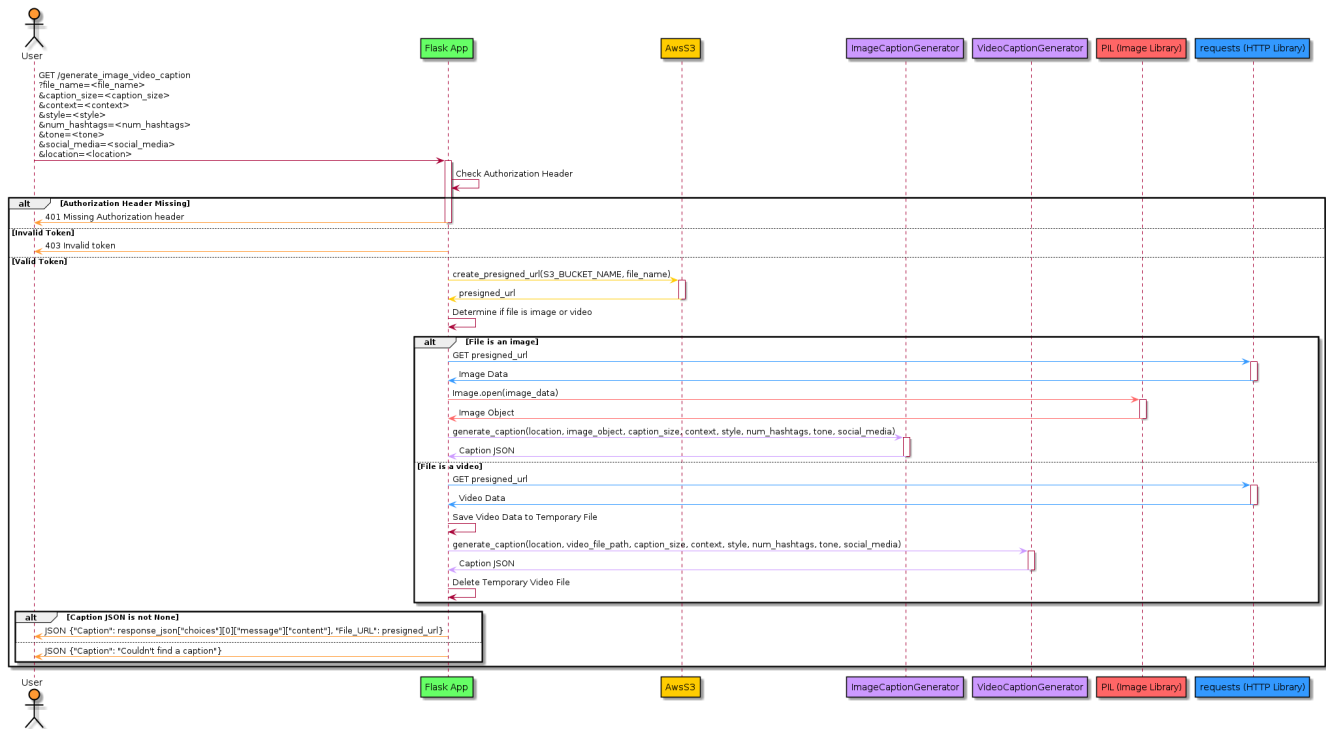 User
Flask App
AwsS3
ImageCaptionGenerator
VideoCaptionGenerator
PIL (Image Library)
requests (HTTP Library)
GET /generate_image_video_caption
?file_name=<file_name>
&caption_size=<caption_size>
&context=<context>
&style=<style>
&num_hashtags=<num_hashtags>
&tone=<tone>
&social_media=<social_media>
&location=<location>
Check Authorization Header
alt [Authorization Header Missing]
401 Missing Authorization header
[Invalid Token]
403 Invalid token
[Valid Token]
create_presigned_url(S3_BUCKET_NAME, file_name)
presigned_url
Determine if file is image or video
alt [File is an image]
GET presigned_url
Image Data
Image.open(image_data)
Image Object
generate_caption(location, image_object, caption_size, context, style, num_hashtags, tone, social_media)
Caption JSON
[File is a video]
GET presigned_url
Video Data
Save Video Data to Temporary File
generate_caption(location, video_file_path, caption_size, context, style, num_hashtags, tone, social_media)
Caption JSON
Delete Temporary Video File
alt [Caption JSON is not None]
JSON {"Caption": response_json["choices"][0]["message"]["content"], "File_URL": presigned_url}
JSON {"Caption": "Couldn't find a caption"}
User
Flask App
AwsS3
ImageCaptionGenerator
VideoCaptionGenerator
PIL (Image Library)
requests (HTTP Library)